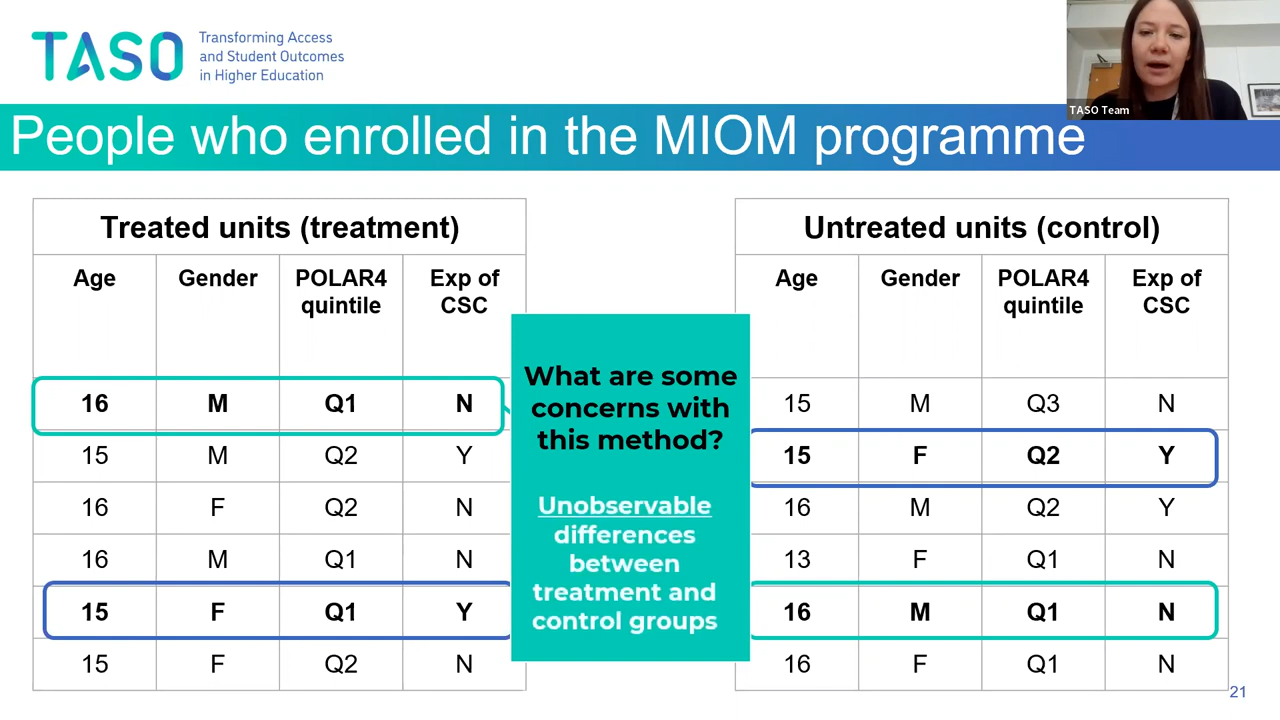 TASO
Transforming Access
and Student Outcomes
in Higher Education
TASO Team
People who enrolled in the MIOM programme
Treated units (treatment)
Age Gender POLAR4 quintile Exp of CSC
16 M Q1 N
15 M Q2 Y
16 F Q2 N
16 M Q1 N
15 F Q1 Y
15 F Q2 N
What are some
concerns with
this method?
Unobservable
differences
between
treatment and
control groups
Untreated units (control)
Age Gender POLAR4 quintile Exp of CSC
15 M Q3 N
15 F Q2 Y
16 M Q2 Y
13 F Q1 N
16 M Q1 N
16 F Q1 N
21